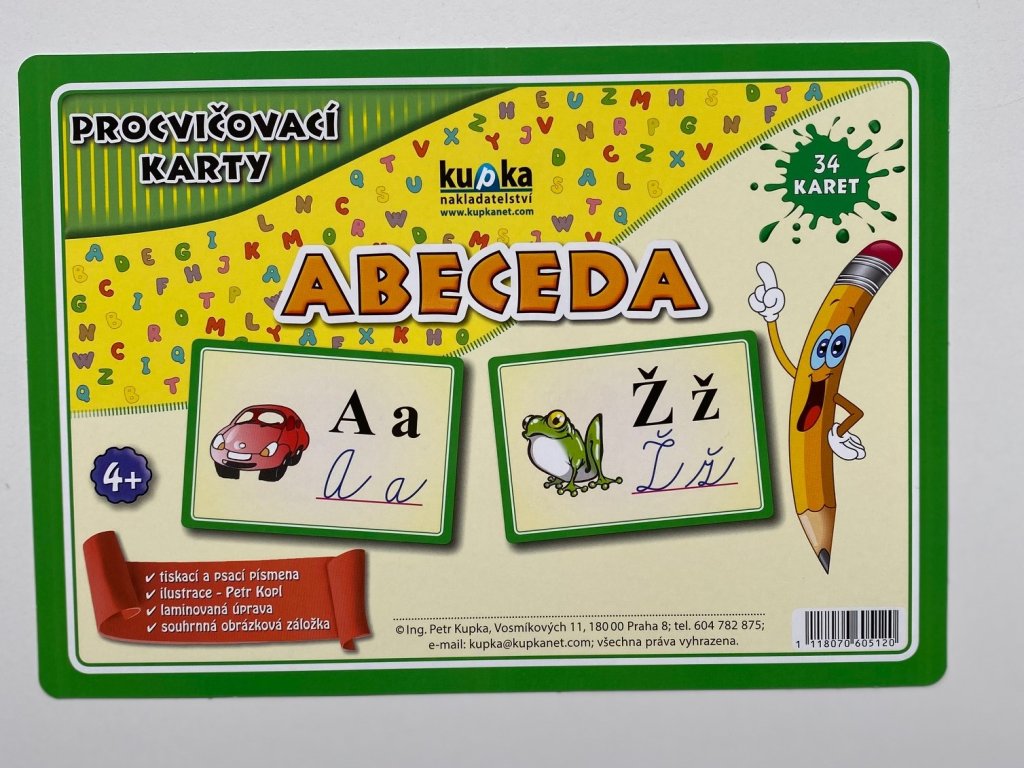 PROCVIČOVACÍ
KARTY
kupka
nakladatelství
www.kupkanet.com
34
KARET
ABECEDA
A a
A a
Ž ž
Ž ž
4+
✓ tiskací a psací písmena
✓ ilustrace - Petr Kopl
✓ laminovaná úprava
✓ souhrnná obrázková záložka
© Ing. Petr Kupka, Vosmíkových 11, 180 00 Praha 8; tel. 604 782 875;
e-mail: kupka@kupkanet.com; všechna práva vyhrazena.
1 118070 605120